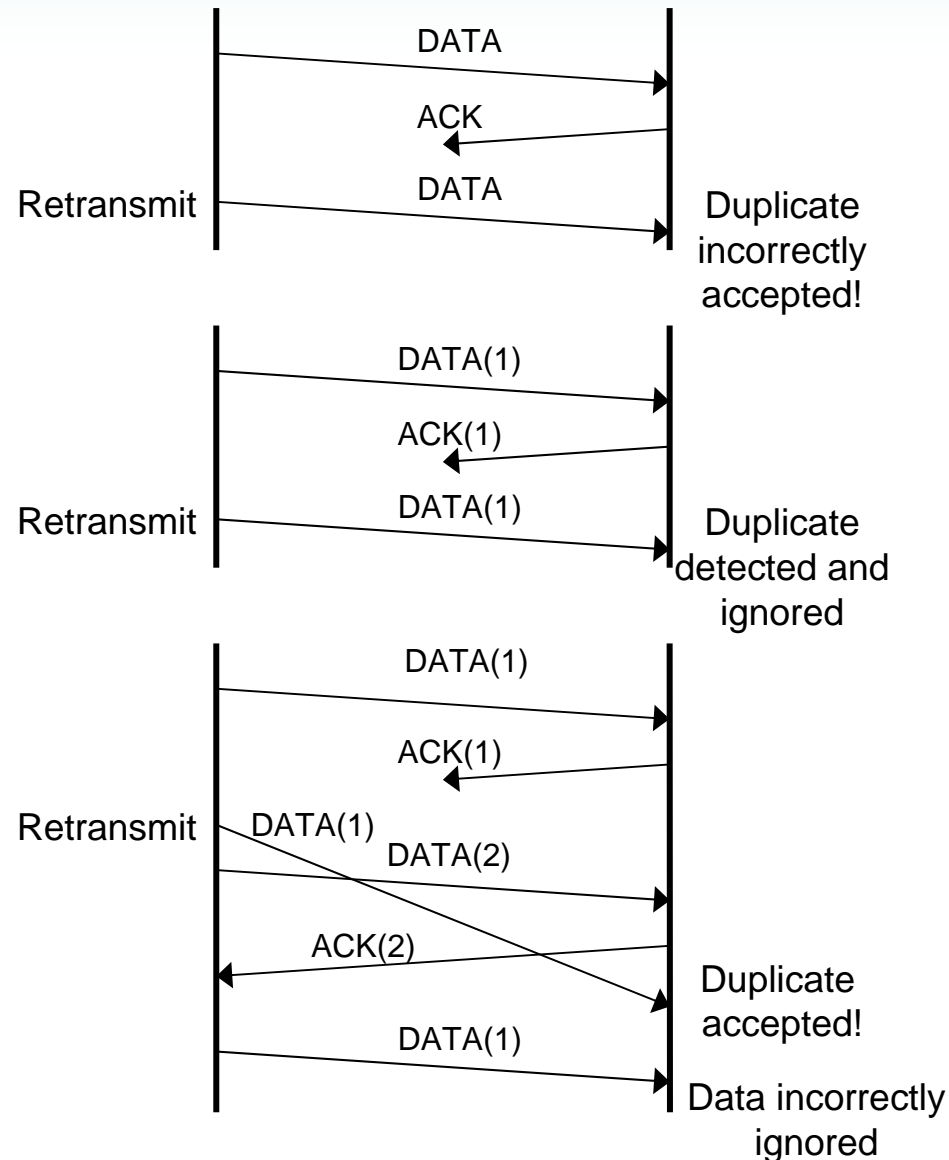 DATA
ACK
DATA
Retransmit
Duplicate
incorrectly
accepted!
DATA(1)
ACK(1)
DATA(1)
Retransmit
Duplicate
detected and
ignored
DATA(1)
ACK(1)
Retransmit
DATA(1)
DATA(2)
ACK(2)
Duplicate
accepted!
DATA(1)
Data incorrectly
ignored